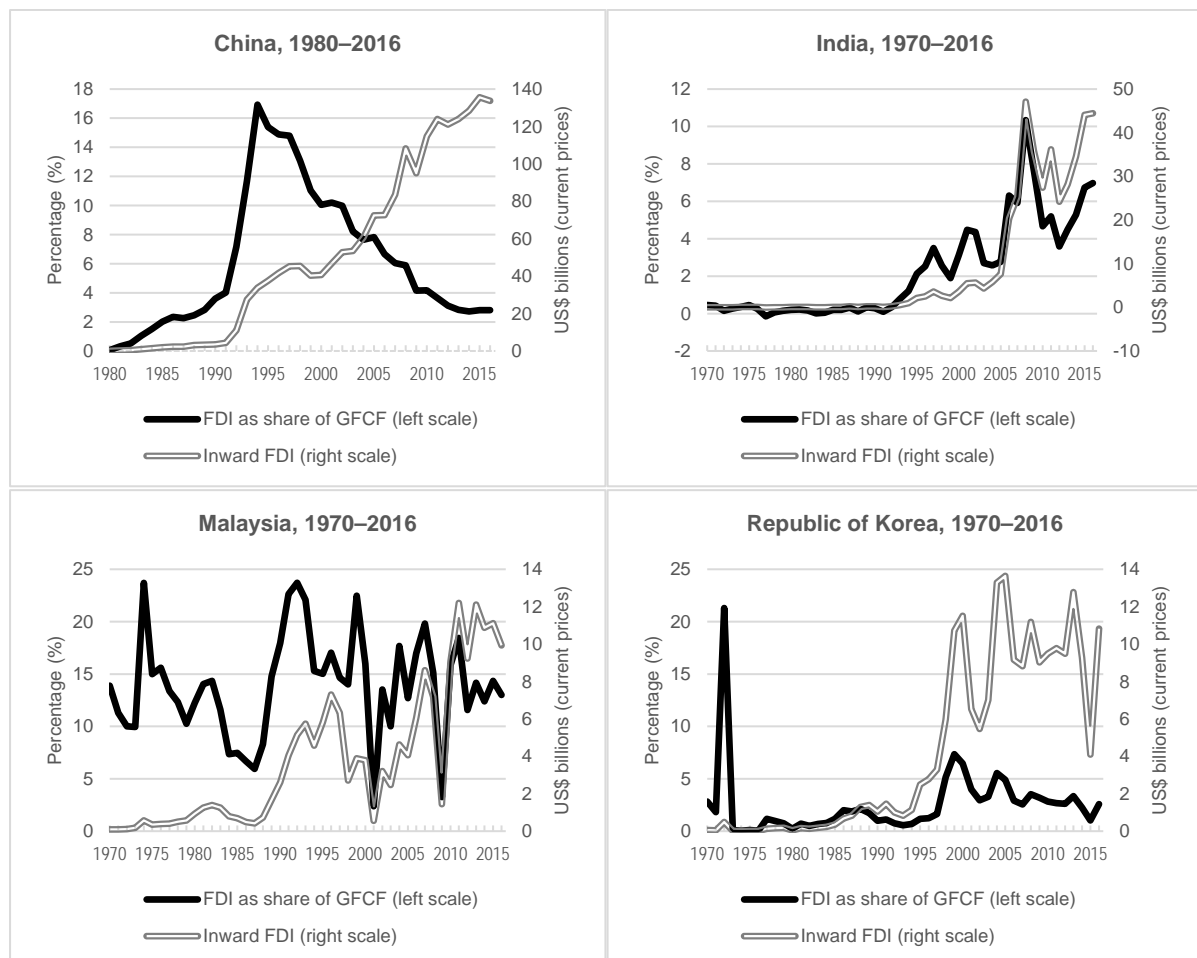 China, 1980–2016
Percentage (%)
18
16
14
12
10
8
6
4
2
0
140
120
100
80
60
40
20
0
US$ billions (current prices)
1980 1985 1990 1995 2000 2005 2010 2015
FDI as share of GFCF (left scale)
Inward FDI (right scale)
India, 1970–2016
Percentage (%)
12
10
8
6
4
2
0
-2
50
40
30
20
10
0
-10
US$ billions (current prices)
1970 1975 1980 1985 1990 1995 2000 2005 2010 2015
FDI as share of GFCF (left scale)
Inward FDI (right scale)
Malaysia, 1970–2016
Percentage (%)
25
20
15
10
5
0
14
12
10
8
6
4
2
0
US$ billions (current prices)
1970 1975 1980 1985 1990 1995 2000 2005 2010 2015
FDI as share of GFCF (left scale)
Inward FDI (right scale)
Republic of Korea, 1970–2016
Percentage (%)
25
20
15
10
5
0
14
12
10
8
6
4
2
0
US$ billions (current prices)
1970 1975 1980 1985 1990 1995 2000 2005 2010 2015
FDI as share of GFCF (left scale)
Inward FDI (right scale)